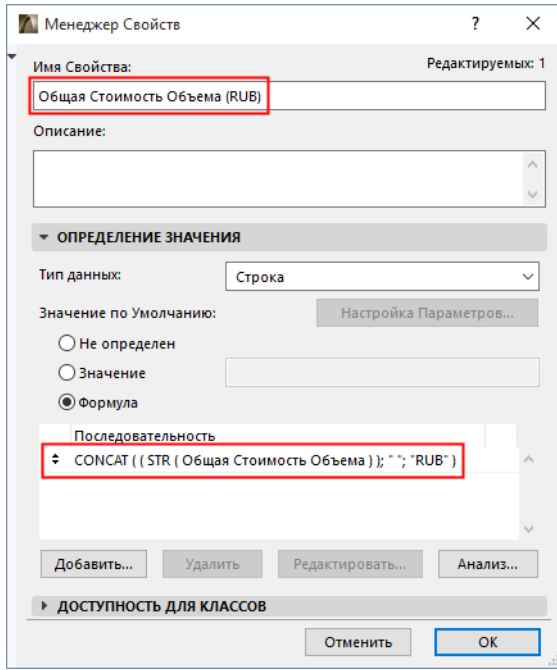 Менеджер Свойств ? ×
Имя Свойства: Редактируемых: 1
Общая Стоимость Объема (RUB)
Описание:
ОПРЕДЕЛЕНИЕ ЗНАЧЕНИЯ
Тип данных: Строка
Значение по Умолчанию: Настройка Параметров...
Не определен
Значение
Формула
Последовательность
CONCAT ( ( STR ( Общая Стоимость Объема ) ); " "; "RUB" )
Добавить... Удалить Редактировать... Анализ...
ДОСТУПНОСТЬ ДЛЯ КЛАССОВ
Отменить OK